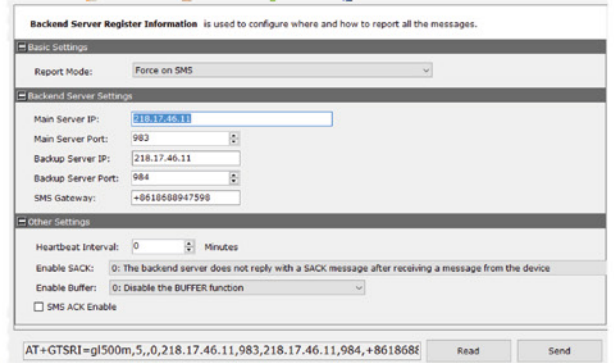 Backend Server Register Information is used to configure where and how to report all the messages.
Basic Settings
Report Mode: Force on SMS
Backend Server Settings
Main Server IP: 218.17.46.11
Main Server Port: 983
Backup Server IP: 218.17.46.11
Backup Server Port: 984
SMS Gateway: +8618688947598
Other Settings
Heartbeat Interval: 0 Minutes
Enable SACK: 0: The backend server does not reply with a SACK message after receiving a message from the device
Enable Buffer: 0: Disable the BUFFER function
SMS ACK Enable
AT+GTSRI=gl500m,5,,0,218.17.46.11,983,218.17.46.11,984,+861868 Read Send